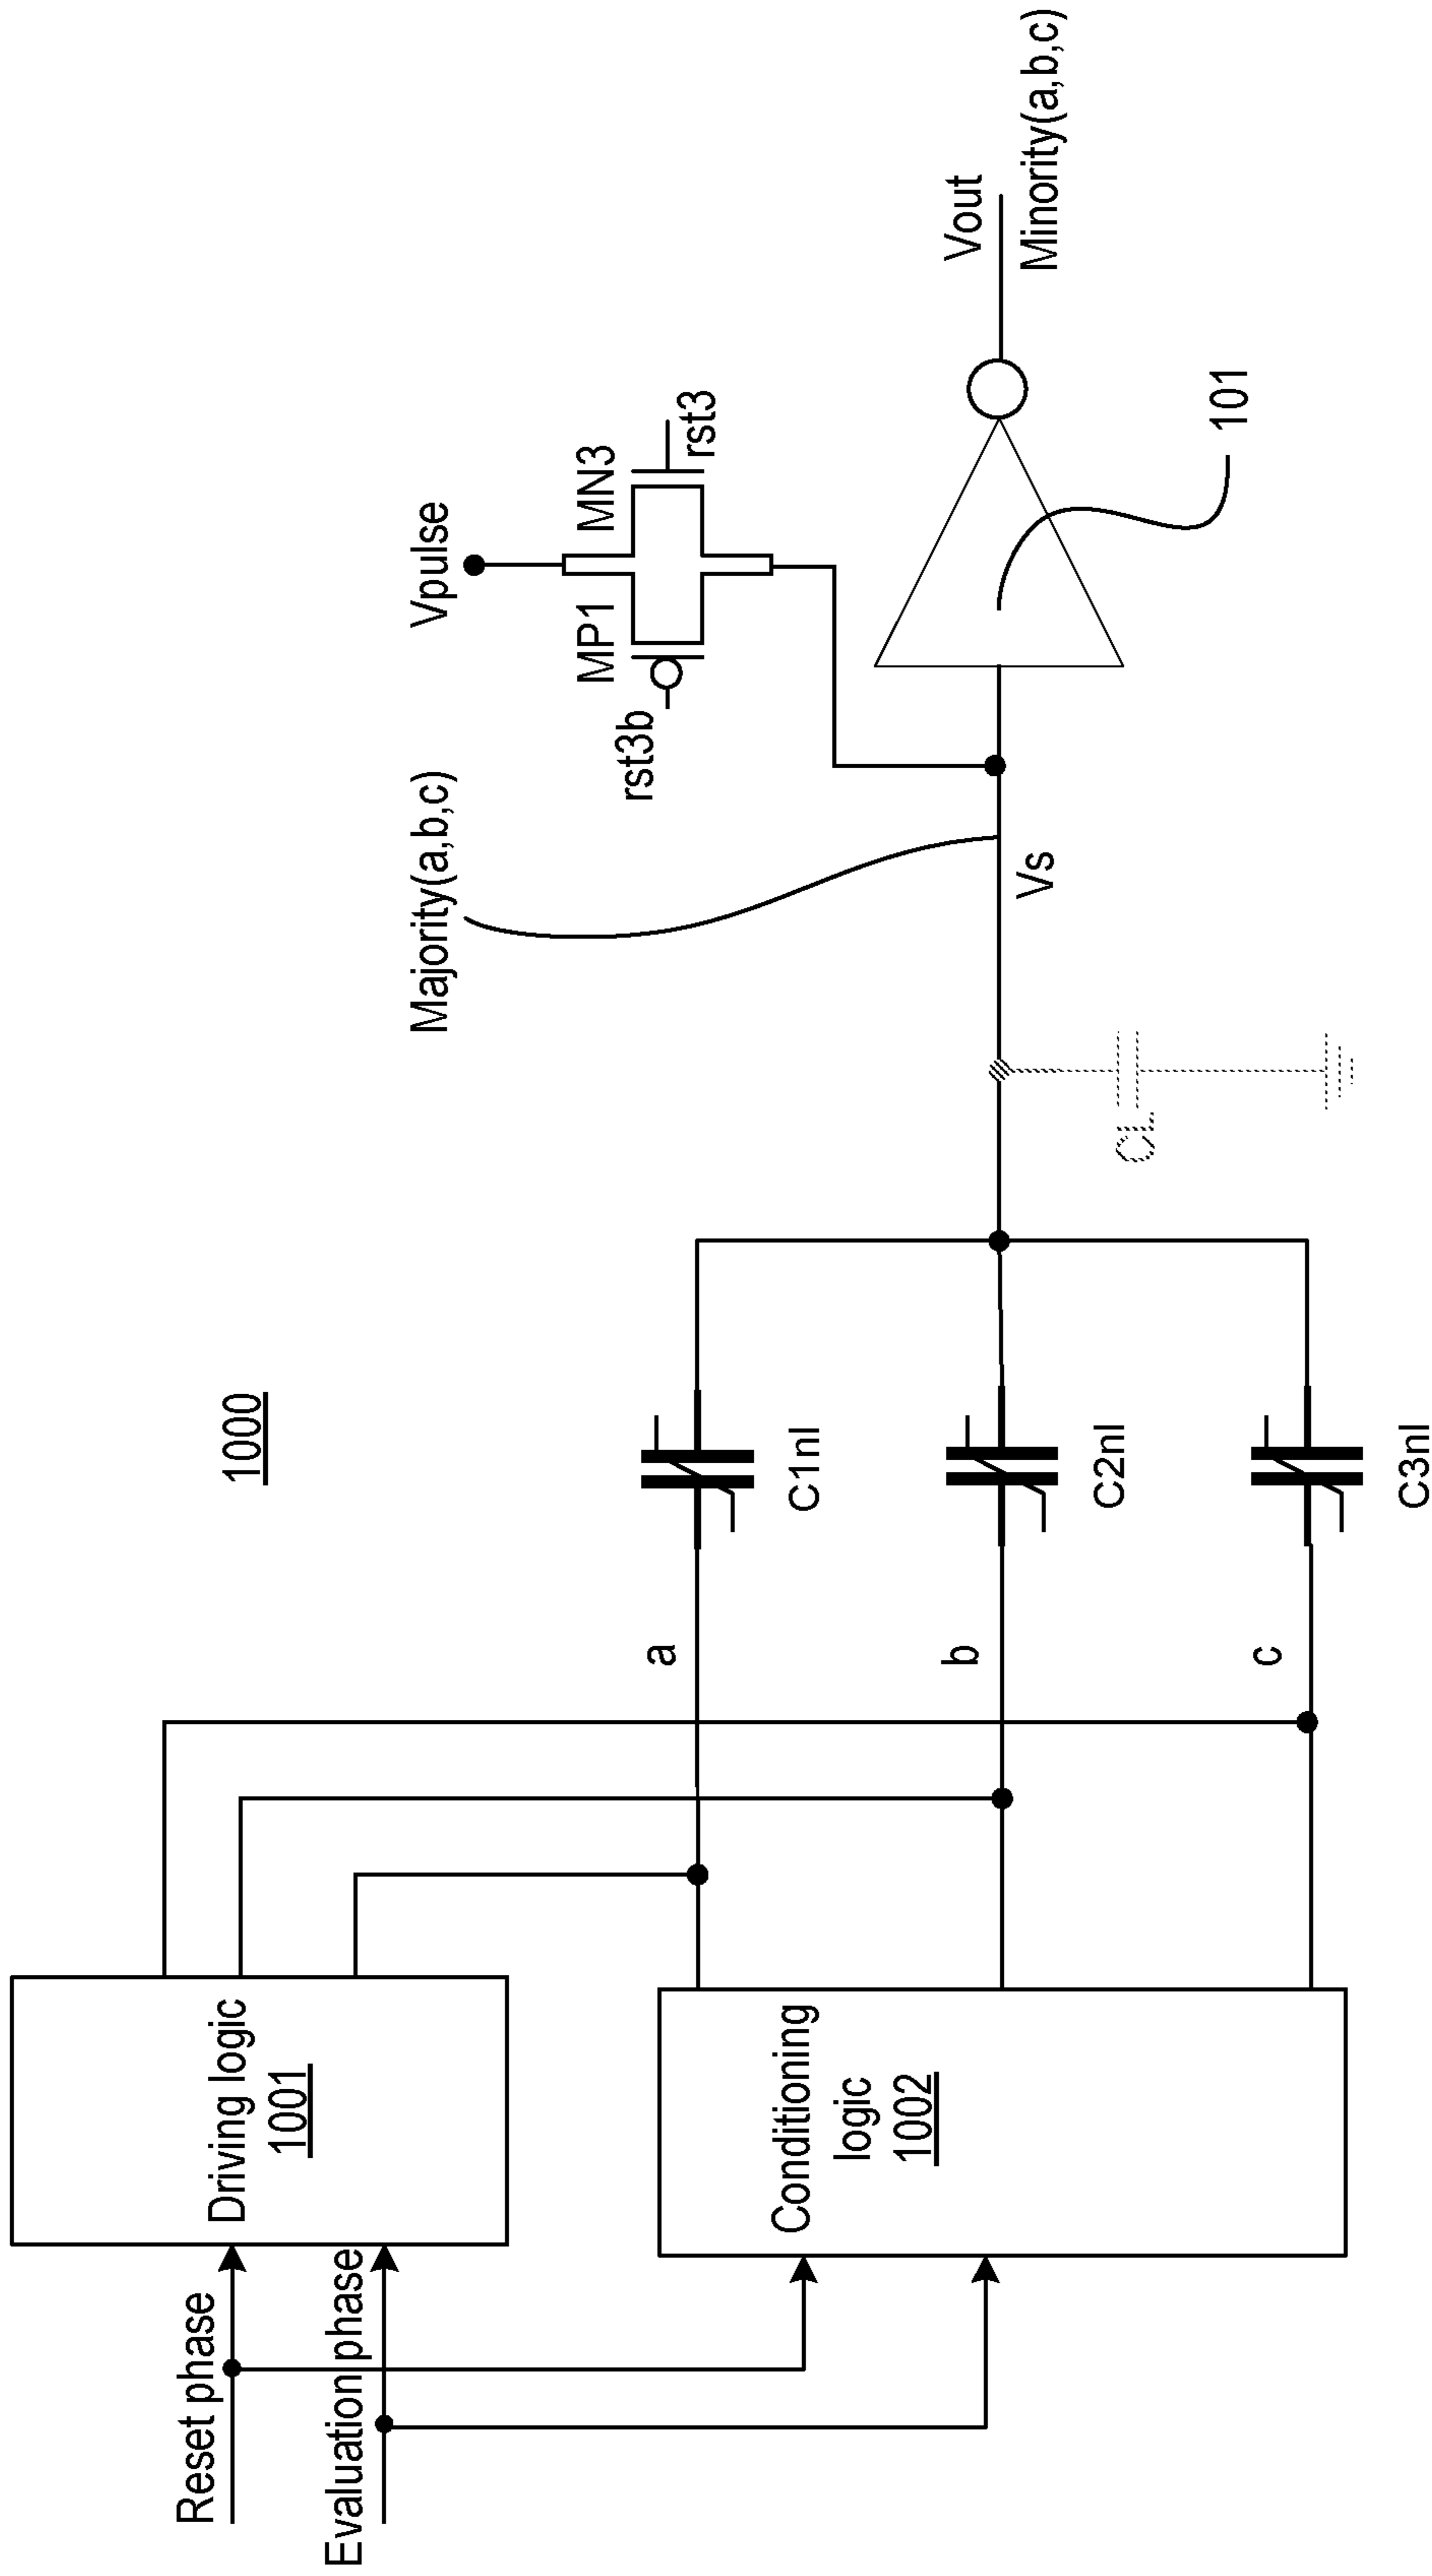 1000
Reset phase
Evaluation phase
Driving logic
1001
Conditioning
logic
1002
a
b
c
C1nl
C2nl
C3nl
CL
Majority(a,b,c)
Vs
Vpulse
MP1
MN3
rst3b
rst3
101
Vout
Minority(a,b,c)